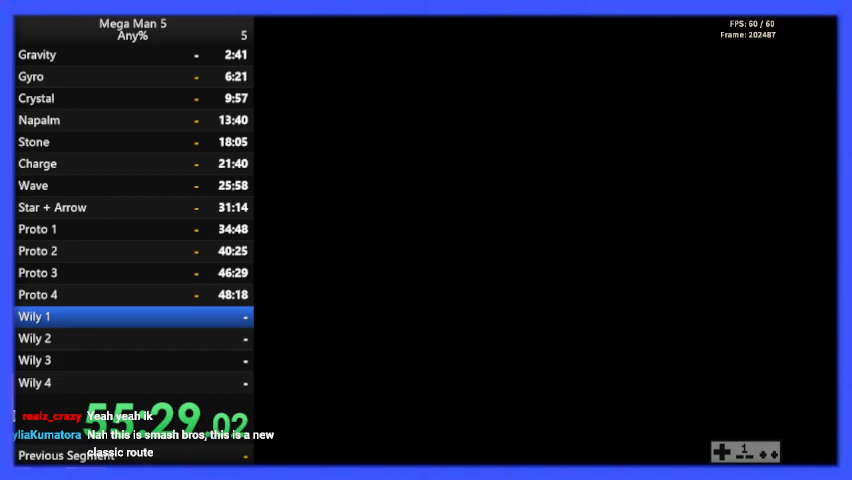 Mega Man 5
Any% 5
FPS: 60 / 60
Frame: 202487
Gravity - 2:41
Gyro - 6:21
Crystal - 9:57
Napalm - 13:40
Stone - 18:05
Charge - 21:40
Wave - 25:58
Star + Arrow - 31:14
Proto 1 - 34:48
Proto 2 - 40:25
Proto 3 - 46:29
Proto 4 - 48:18
Wily 1 -
Wily 2 -
Wily 3 -
Wily 4 -
55:29.02
realz_crazy Yeah yeah ik
yliaKumatora Nah this is smash bros, this is a new
classic route
Previous Segment -
1